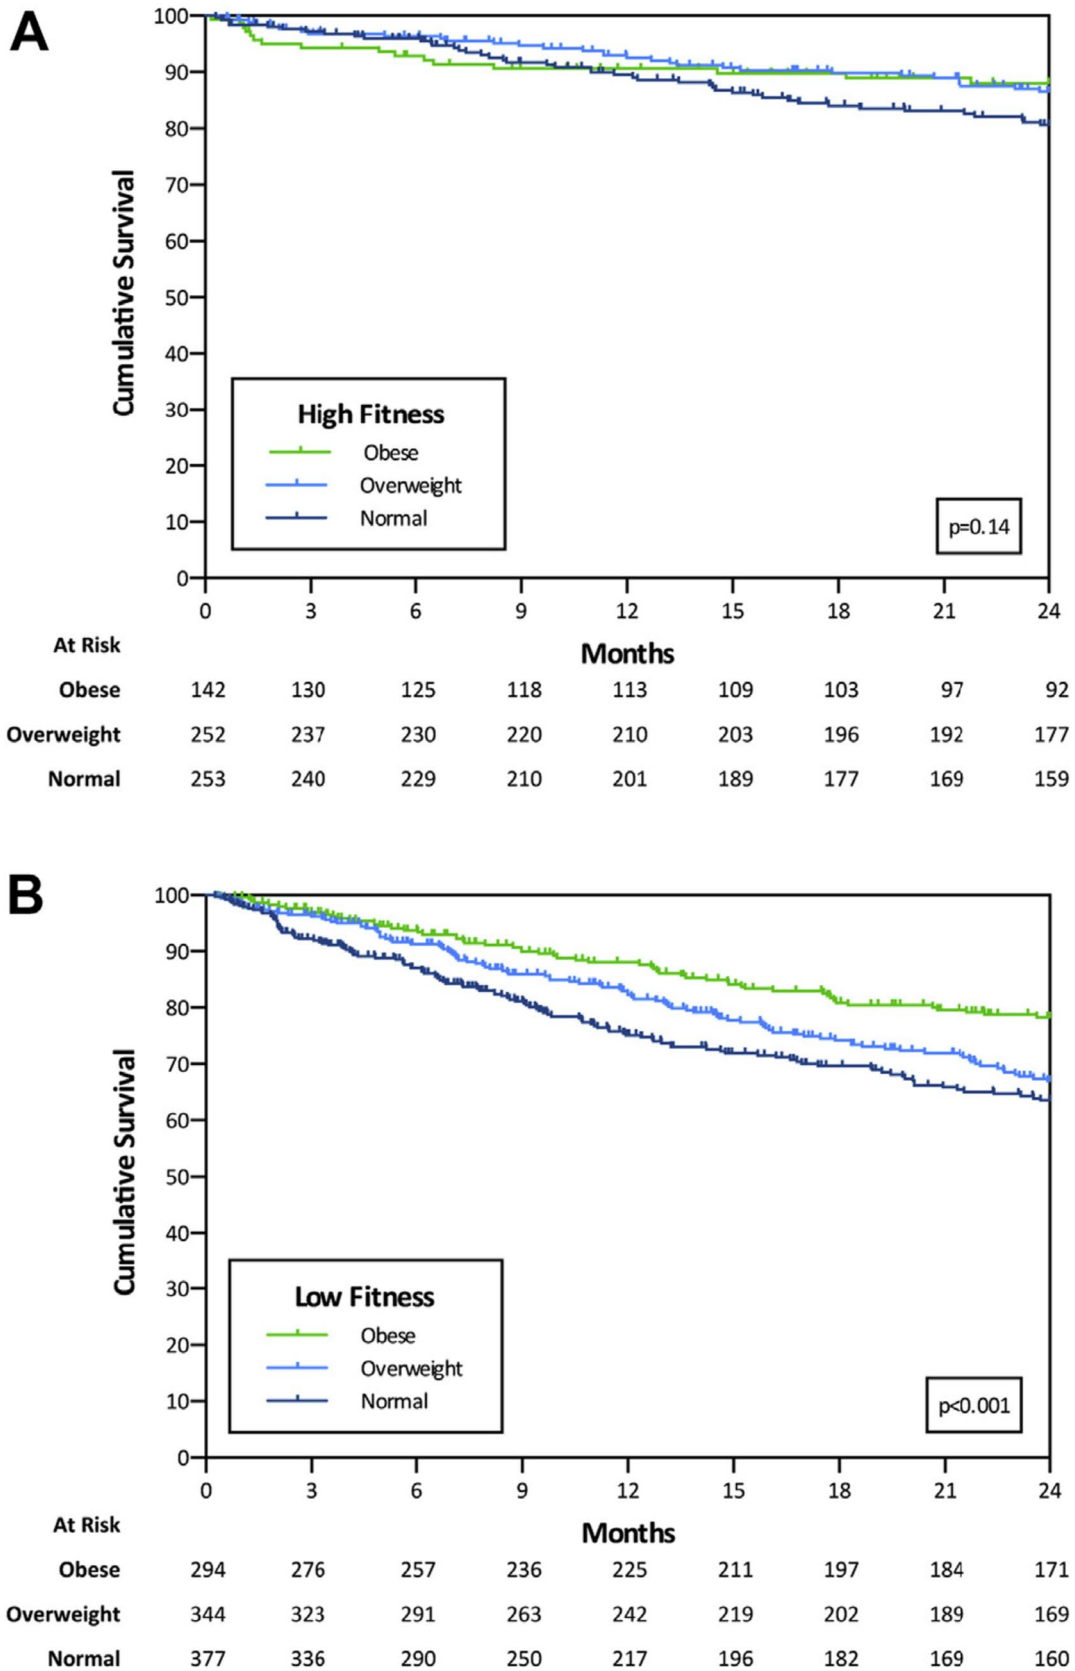 A
100
90
80
70
60
50
40
30
20
10
0
Cumulative Survival
High Fitness
Obese
Overweight
Normal
p=0.14
0 3 6 9 12 15 18 21 24
Months
At Risk
Obese 142 130 125 118 113 109 103 97 92
Overweight 252 237 230 220 210 203 196 192 177
Normal 253 240 229 210 201 189 177 169 159
B
100
90
80
70
60
50
40
30
20
10
0
Cumulative Survival
Low Fitness
Obese
Overweight
Normal
p<0.001
0 3 6 9 12 15 18 21 24
Months
At Risk
Obese 294 276 257 236 225 211 197 184 171
Overweight 344 323 291 263 242 219 202 189 169
Normal 377 336 290 250 217 196 182 169 160